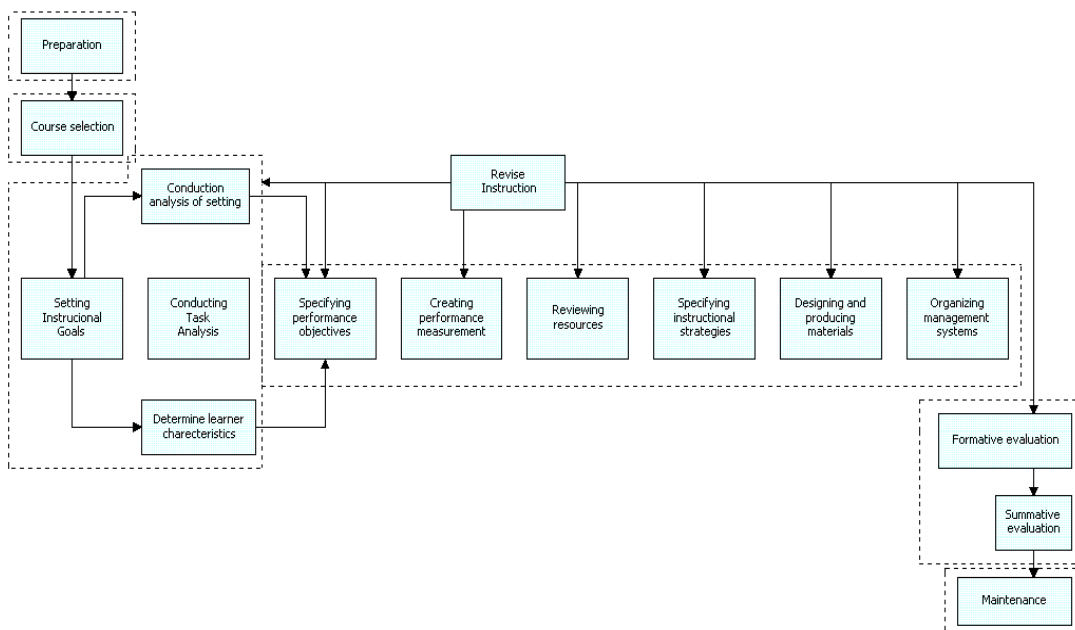 Preparation
Course selection
Conduction
analysis of setting
Revise
Instruction
Setting
Instrucional
Goals
Conducting
Task
Analysis
Specifying
performance
objectives
Creating
performance
measurement
Reviewing
resources
Specifying
instructional
strategies
Designing and
producing
materials
Organizing
management
systems
Determine learner
charecteristics
Formative evaluation
Summative
evaluation
Maintenance